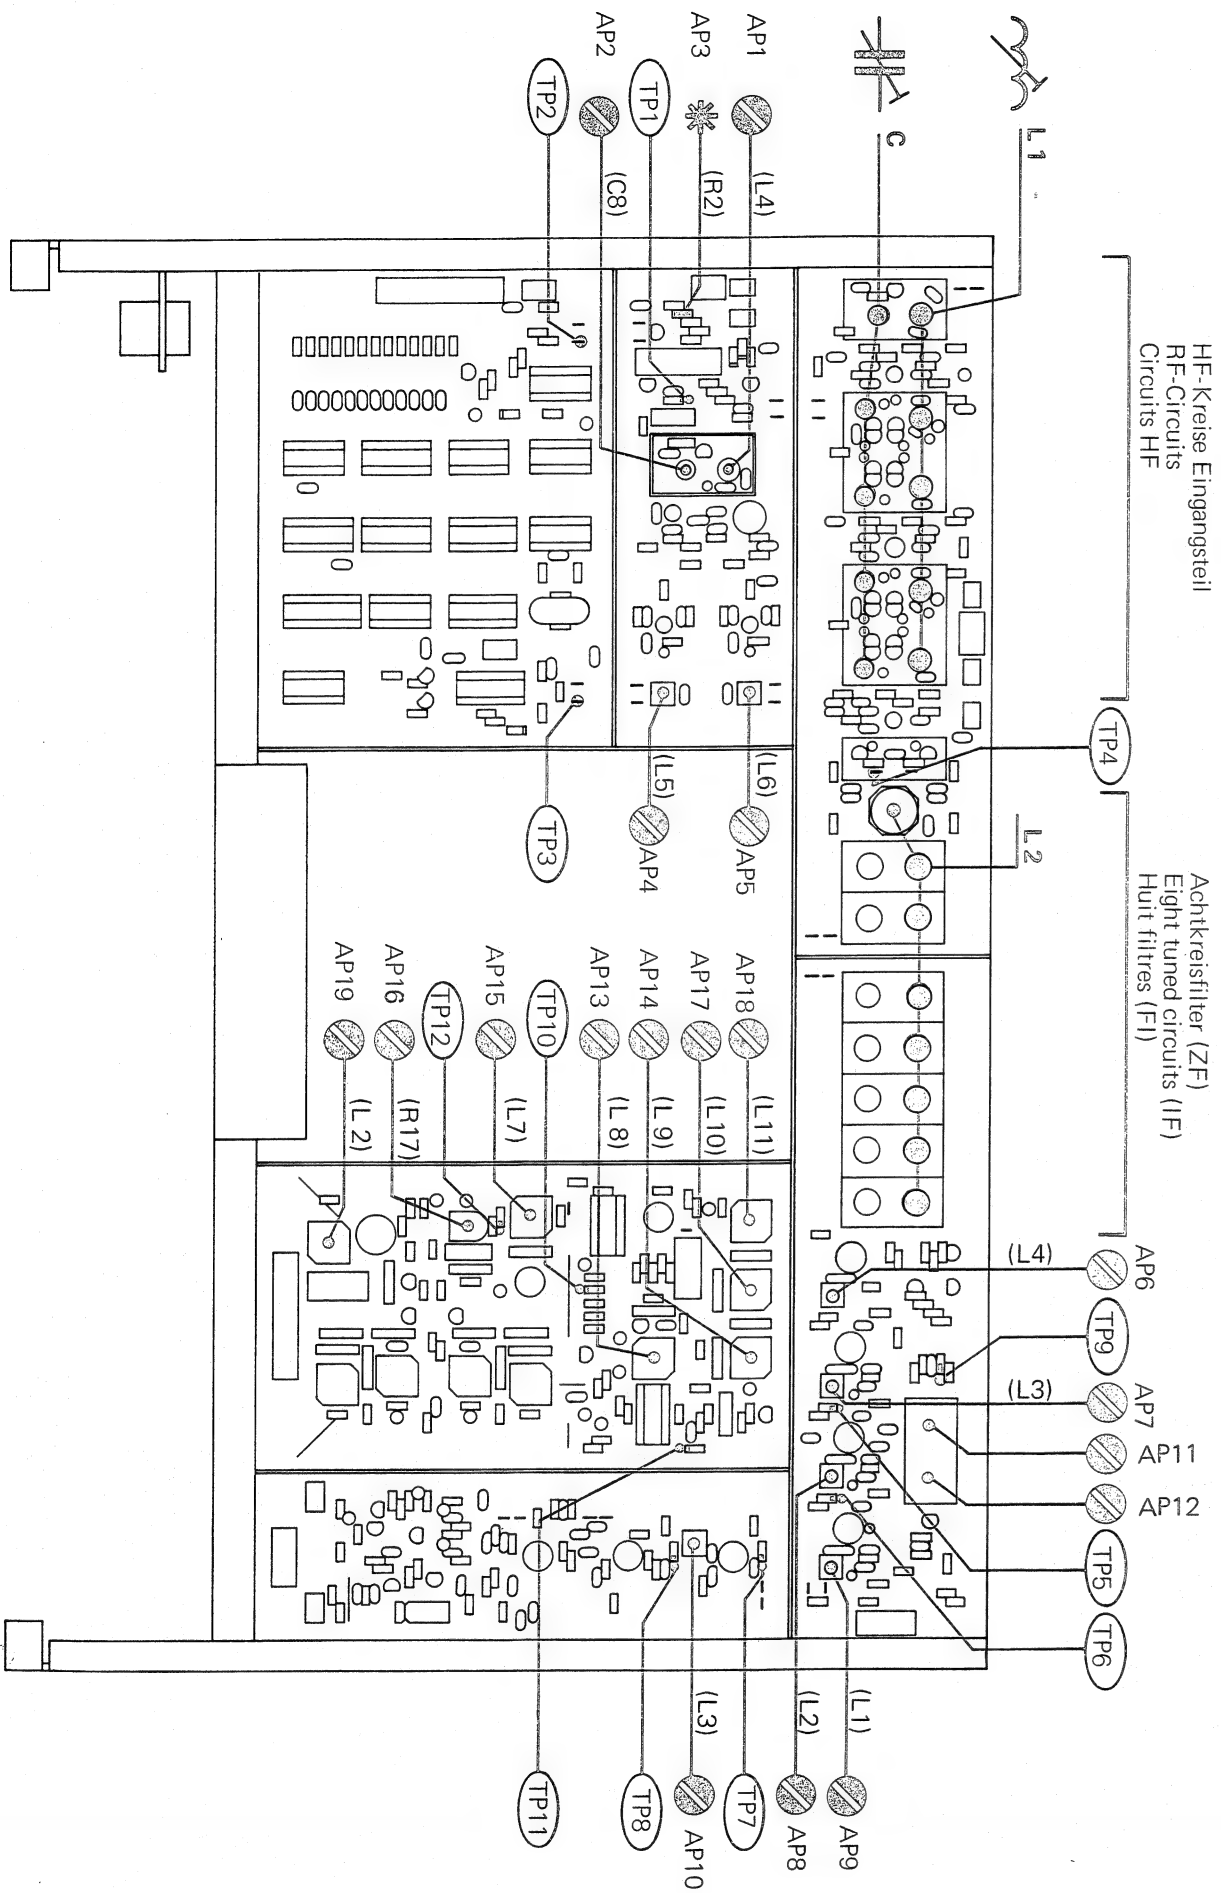 HF-Kreise Eingangsteil
RF-Circuits
Circuits HF
Achtkreisfilter (ZF)
Eight tuned circuits (IF)
Huit filtres (FI)
L1
C
AP1
(L4)
AP3
(R2)
TP1
AP2
(C8)
TP2
TP4
L2
(L6)
AP5
(L5)
AP4
TP3
AP6
(L4)
TP9
AP7
(L3)
AP11
AP12
TP5
TP6
AP18
(L11)
AP17
(L10)
AP14
(L9)
AP13
(L8)
TP10
AP15
(L7)
TP12
AP16
(R17)
AP19
(L2)
(L1)
AP9
(L2)
AP8
TP7
(L3)
AP10
TP8
TP11